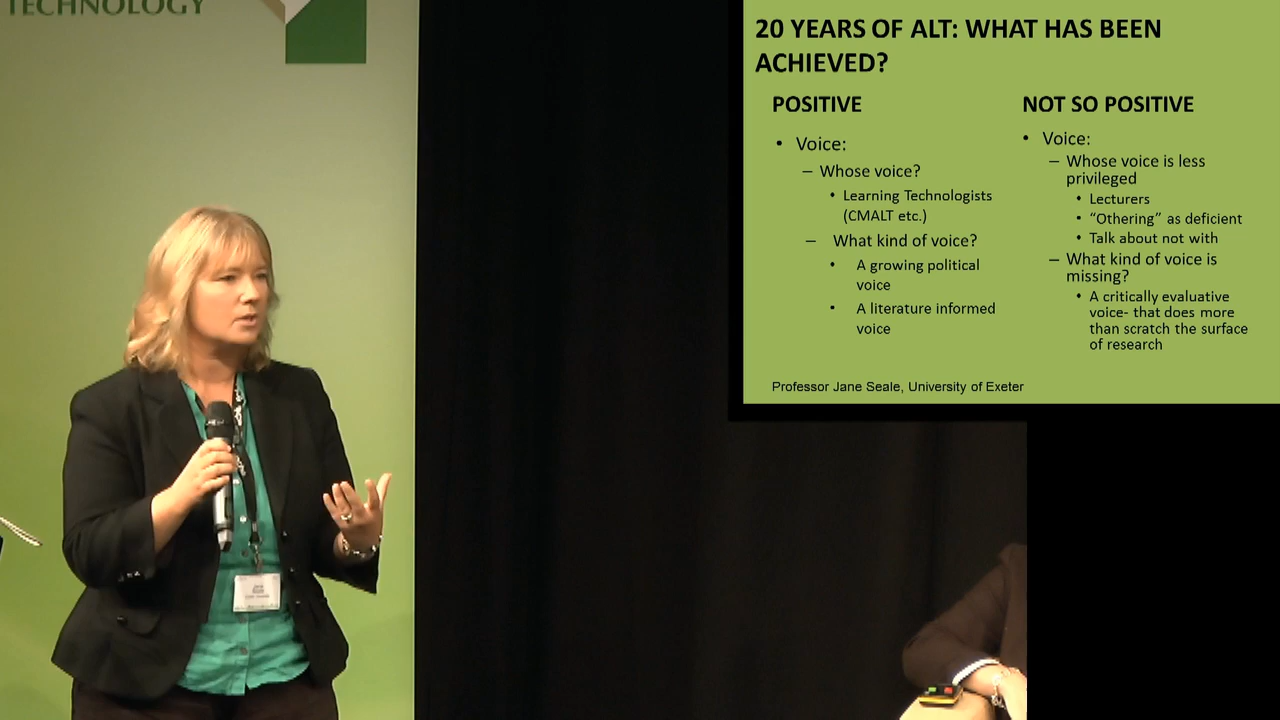 TECHNOLOGY
20 YEARS OF ALT: WHAT HAS BEEN
ACHIEVED?
POSITIVE
• Voice:
– Whose voice?
• Learning Technologists
(CMALT etc.)
– What kind of voice?
• A growing political
voice
• A literature informed
voice
NOT SO POSITIVE
• Voice:
– Whose voice is less
privileged
• Lecturers
• “Othering” as deficient
• Talk about not with
– What kind of voice is
missing?
• A critically evaluative
voice- that does more
than scratch the surface
of research
Professor Jane Seale, University of Exeter